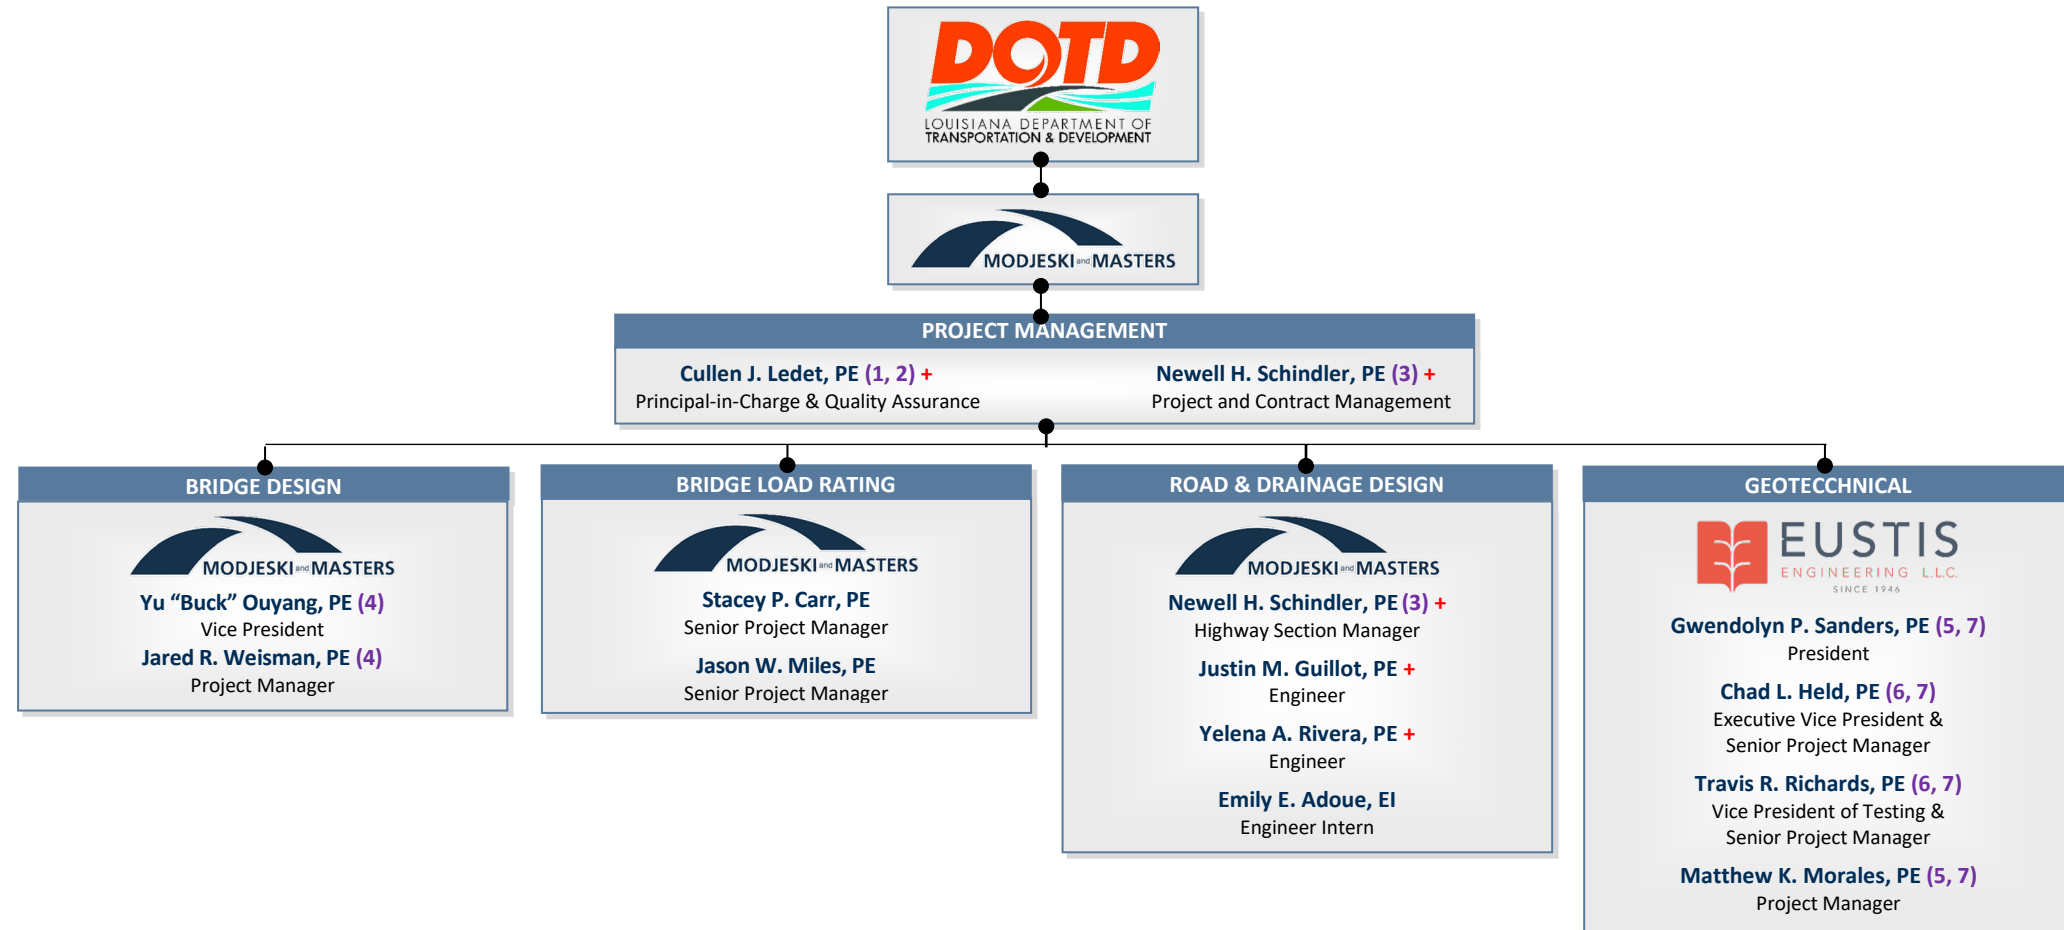 DOTD
LOUISIANA DEPARTMENT OF
TRANSPORTATION & DEVELOPMENT
MODJESKI and MASTERS
PROJECT MANAGEMENT
Cullen J. Ledet, PE (1, 2) +
Principal-in-Charge & Quality Assurance
Newell H. Schindler, PE (3) +
Project and Contract Management
BRIDGE DESIGN
MODJESKI and MASTERS
Yu “Buck” Ouyang, PE (4)
Vice President
Jared R. Weisman, PE (4)
Project Manager
BRIDGE LOAD RATING
MODJESKI and MASTERS
Stacey P. Carr, PE
Senior Project Manager
Jason W. Miles, PE
Senior Project Manager
ROAD & DRAINAGE DESIGN
MODJESKI and MASTERS
Newell H. Schindler, PE (3) +
Highway Section Manager
Justin M. Guillot, PE +
Engineer
Yelena A. Rivera, PE +
Engineer
Emily E. Adoue, EI
Engineer Intern
GEOTECCHNICAL
EUSTIS
ENGINEERING L.L.C.
SINCE 1946
Gwendolyn P. Sanders, PE (5, 7)
President
Chad L. Held, PE (6, 7)
Executive Vice President &
Senior Project Manager
Travis R. Richards, PE (6, 7)
Vice President of Testing &
Senior Project Manager
Matthew K. Morales, PE (5, 7)
Project Manager